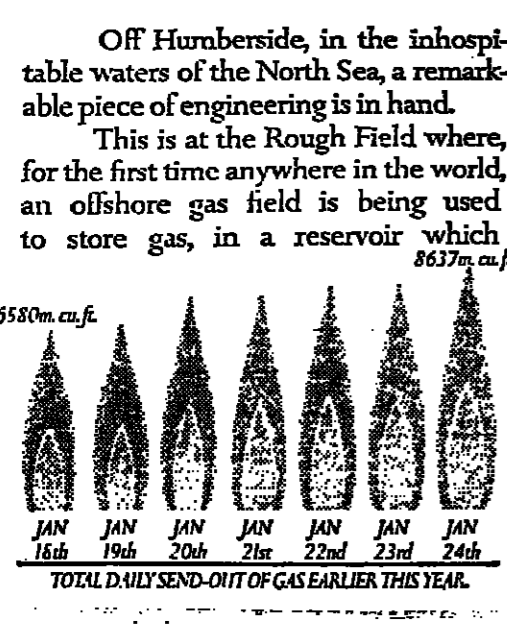 Off Humberside, in the inhospi-
table waters of the North Sea, a remark-
able piece of engineering is in hand.
This is at the Rough Field where,
for the first time anywhere in the world,
an offshore gas field is being used
to store gas, in a reservoir which
8637m. cu. f
6580m. cu. ft.
JAN JAN JAN JAN JAN JAN JAN
18th 19th 20th 21st 22nd 23rd 24th
TOTAL DAILY SEND-OUT OF GAS EARLIER THIS YEAR.